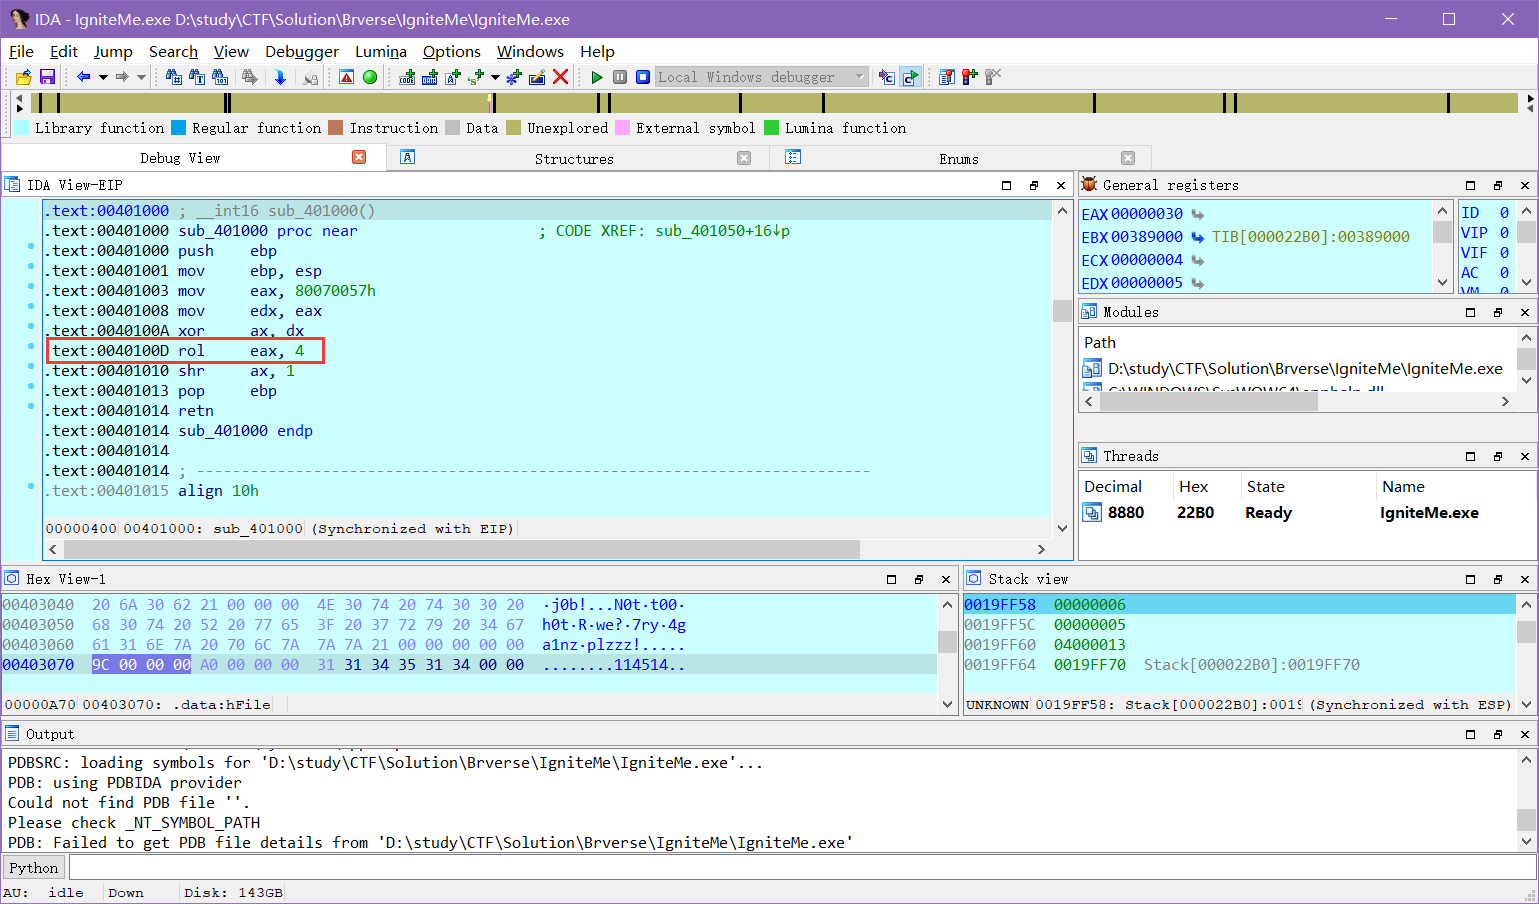 IDA - IgniteMe.exe D:\study\CTF\Solution\Brverse\IgniteMe\IgniteMe.exe
File Edit Jump Search View Debugger Lumina Options Windows Help
Local Windows debugger
Library function Regular function Instruction Data Unexplored External symbol Lumina function
Debug View Structures Enums
IDA View-EIP
.text:00401000 ; __int16 sub_401000()
.text:00401000 sub_401000 proc near ; CODE XREF: sub_401050+16↓p
.text:00401000 push ebp
.text:00401001 mov ebp, esp
.text:00401003 mov eax, 80070057h
.text:00401008 mov edx, eax
.text:0040100A xor ax, dx
.text:0040100D rol eax, 4
.text:00401010 shr ax, 1
.text:00401013 pop ebp
.text:00401014 retn
.text:00401014 sub_401000 endp
.text:00401014
.text:00401014 ; ---------------------------------------------------------------------------
.text:00401015 align 10h
00000400 00401000: sub_401000 (Synchronized with EIP)
General registers
EAX 00000030
EBX 00389000 TIB[000022B0]:00389000
ECX 00000004
EDX 00000005
ID 0
VIP 0
VIF 0
AC 0
VM 0
Modules
Path
D:\study\CTF\Solution\Brverse\IgniteMe\IgniteMe.exe
C:\WINDOWS\SysWOW64\apphelp.dll
Threads
Decimal Hex State Name
8880 22B0 Ready IgniteMe.exe
Hex View-1
00403040 20 6A 30 62 21 00 00 00 4E 30 74 20 74 30 30 20 ·j0b!...N0t·t00·
00403050 68 30 74 20 52 20 77 65 3F 20 37 72 79 20 34 67 h0t·R·we?·7ry·4g
00403060 61 31 6E 7A 20 70 6C 7A 7A 7A 21 00 00 00 00 00 a1nz·plzzz!.....
00403070 9C 00 00 00 A0 00 00 00 31 31 34 35 31 34 00 00 ........114514..
00000A70 00403070: .data:hFile
Stack view
0019FF58 00000006
0019FF5C 00000005
0019FF60 04000013
0019FF64 0019FF70 Stack[000022B0]:0019FF70
UNKNOWN 0019FF58: Stack[000022B0]:0019 (Synchronized with ESP)
Output
PDBSRC: loading symbols for 'D:\study\CTF\Solution\Brverse\IgniteMe\IgniteMe.exe'...
PDB: using PDBIDA provider
Could not find PDB file ''.
Please check _NT_SYMBOL_PATH
PDB: Failed to get PDB file details from 'D:\study\CTF\Solution\Brverse\IgniteMe\IgniteMe.exe'
Python
AU: idle Down Disk: 143GB